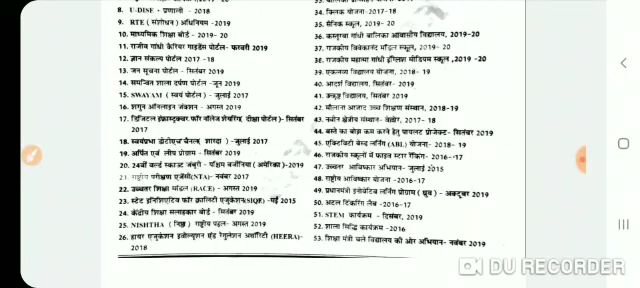 8. U-DISE - प्रणाली - 2018
9. RTE ( संशोधन ) अधिनियम -2019
10. माध्यमिक शिक्षा बोर्ड - 2019-20
11. राजीव गांधी कैरियर गाइडेंस पोर्टल- फरवरी 2019
12. ज्ञान संकल्प पोर्टल 2017 -18
13. जन सूचना पोर्टल - सितंबर 2019
14. समन्वित शाला दर्पण पोर्टल -जून 2019
15. SWAYAM ( स्वयं पोर्टल ) - जुलाई 2017
16. शगुन ऑनलाइन जंक्शन - अगस्त 2019
17. डिजिटल इंफ्रास्ट्रक्चर फॉर नॉलेज शेयरिंग( दीक्षा पोर्टल )- सितंबर
2017
18. स्वयंप्रभा डीटीएच चैनल( शारदा ) -जुलाई 2017
19. अर्पित एवं लीप प्रोग्राम - सितंबर 2019
20. 24वीं वर्ल्ड स्काउट जंबूरी - पश्चिम वर्जीनिया ( अमेरिका )-2019
21. राष्ट्रीय परीक्षण एजेंसी(NTA)- नवंबर 2017
22. उच्चतर शिक्षा मॉडल (RACE) - अगस्त 2019
23. स्टेट इनिशिएटिव फॉर क्वालिटी एजुकेशन(SIQE)- मई 2015
24. केंद्रीय शिक्षा सलाहकार बोर्ड - सितंबर 2019
25. NISHTHA ( निष्ठा ) राष्ट्रीय पहल- अगस्त 2019
26. हायर एजुकेशन इवोल्यूशन एंड रेगुलेशन अथॉरिटी (HEERA)-
2018
34. क्लिक योजना-2017-18
35. सैनिक स्कूल, -2019- 20
36. कस्तूरबा गांधी बालिका आवासीय विद्यालय, 2019-20
37. राजकीय विवेकानंद मॉडल स्कूल, 2019- 20
38. राजकीय महात्मा गांधी इंग्लिश मीडियम स्कूल ,2019 -20
39. एकलव्य विद्यालय योजना, 2018- 19
40. आदर्श विद्यालय, - सितंबर 2019
41. उत्कृष्ट विद्यालय, - सितंबर 2019
42. मौलाना आजाद उच्च शिक्षण संस्थान, 2018-19
43. नवीन क्षेत्रीय संस्थान - 2017- 18
44. बस्ते का बोझ कम करने हेतु पायलट प्रोजेक्ट- सितंबर 2019
45. एक्टिविटी बेस्ड लर्निंग (ABL) योजना- 2018- 19
46. राजकीय स्कूलों में फाइव स्टार रैंकिंग- 2016-17
47. उच्चतर आविष्कार अभियान- जुलाई 2015
48. राष्ट्रीय आविष्कार योजना -2016-17
49. प्रधानमंत्री इनोवेटिव लर्निंग प्रोग्राम ( ध्रुव ) - अक्टूबर 2019
50. अटल टिंकरिंग लैब -2016-17
51. STEM कार्यक्रम - दिसंबर, 2019
52. शाला सिद्धि कार्यक्रम -2016
53. शिक्षा मंत्री चले विद्यालय की ओर अभियान- नवंबर 2019
DU RECORDER